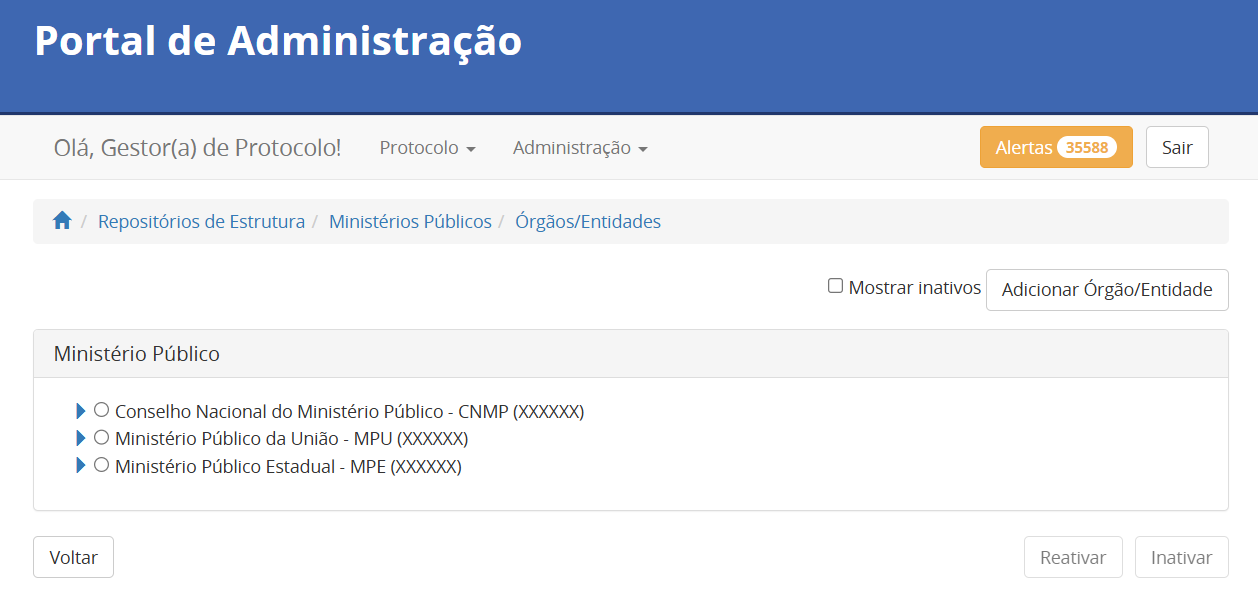 Portal de Administração
Olá, Gestor(a) de Protocolo! Protocolo Administração Alertas 35588 Sair
/ Repositórios de Estrutura / Ministérios Públicos / Órgãos/Entidades
Mostrar inativos Adicionar Órgão/Entidade
Ministério Público
Conselho Nacional do Ministério Público - CNMP (XXXXXX)
Ministério Público da União - MPU (XXXXXX)
Ministério Público Estadual - MPE (XXXXXX)
Voltar Reativar Inativar